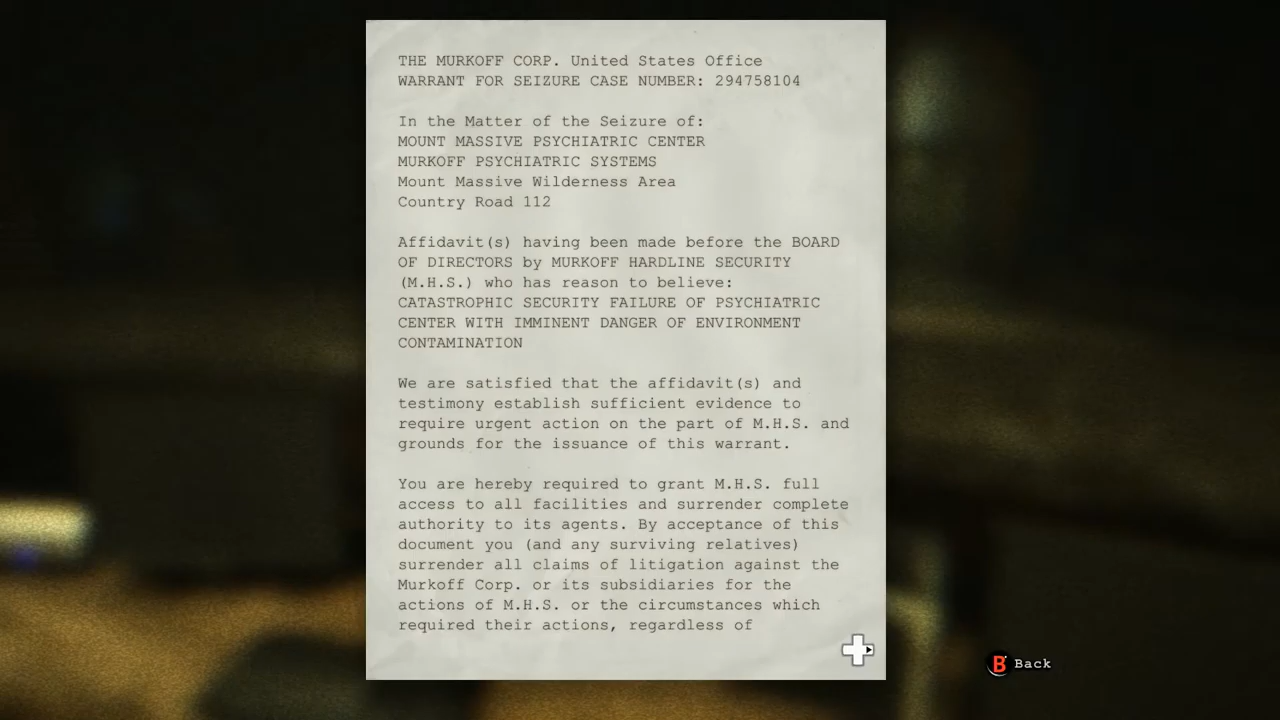 THE MURKOFF CORP. United States Office
WARRANT FOR SEIZURE CASE NUMBER: 294758104
In the Matter of the Seizure of:
MOUNT MASSIVE PSYCHIATRIC CENTER
MURKOFF PSYCHIATRIC SYSTEMS
Mount Massive Wilderness Area
Country Road 112
Affidavit(s) having been made before the BOARD
OF DIRECTORS by MURKOFF HARDLINE SECURITY
(M.H.S.) who has reason to believe:
CATASTROPHIC SECURITY FAILURE OF PSYCHIATRIC
CENTER WITH IMMINENT DANGER OF ENVIRONMENT
CONTAMINATION
We are satisfied that the affidavit(s) and
testimony establish sufficient evidence to
require urgent action on the part of M.H.S. and
grounds for the issuance of this warrant.
You are hereby required to grant M.H.S. full
access to all facilities and surrender complete
authority to its agents. By acceptance of this
document you (and any surviving relatives)
surrender all claims of litigation against the
Murkoff Corp. or its subsidiaries for the
actions of M.H.S. or the circumstances which
required their actions, regardless of
B Back